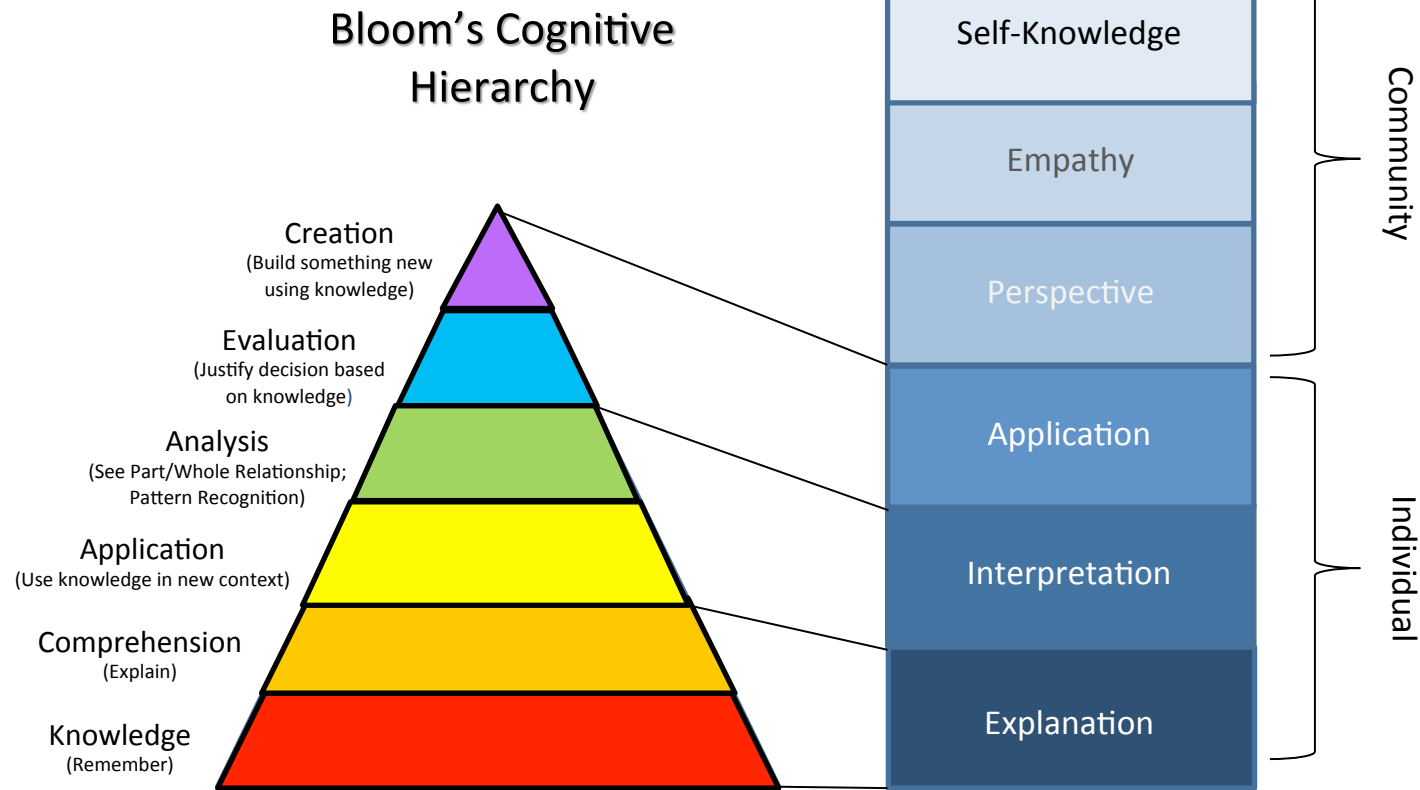 Bloom's Cognitive
Hierarchy
Creation
(Build something new
using knowledge)
Evaluation
(Justify decision based
on knowledge)
Analysis
(See Part/Whole Relationship;
Pattern Recognition)
Application
(Use knowledge in new context)
Comprehension
(Explain)
Knowledge
(Remember)
Self-Knowledge
Empathy
Perspective
Application
Interpretation
Explanation
Community
Individual